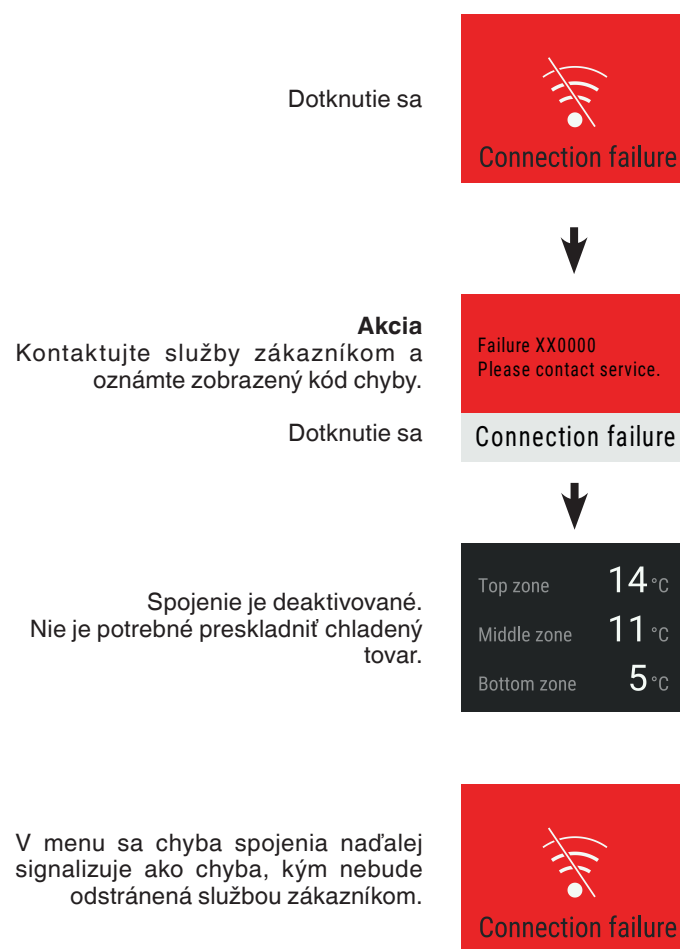 Dotknutie sa
Connection failure
Akcia
Kontaktujte služby zákazníkom a
oznámte zobrazený kód chyby.
Failure XX0000
Please contact service.
Dotknutie sa
Connection failure
Spojenie je deaktivované.
Nie je potrebné preskladniť chladený
tovar.
Top zone 14 °C
Middle zone 11 °C
Bottom zone 5 °C
V menu sa chyba spojenia naďalej
signalizuje ako chyba, kým nebude
odstránená službou zákazníkom.
Connection failure